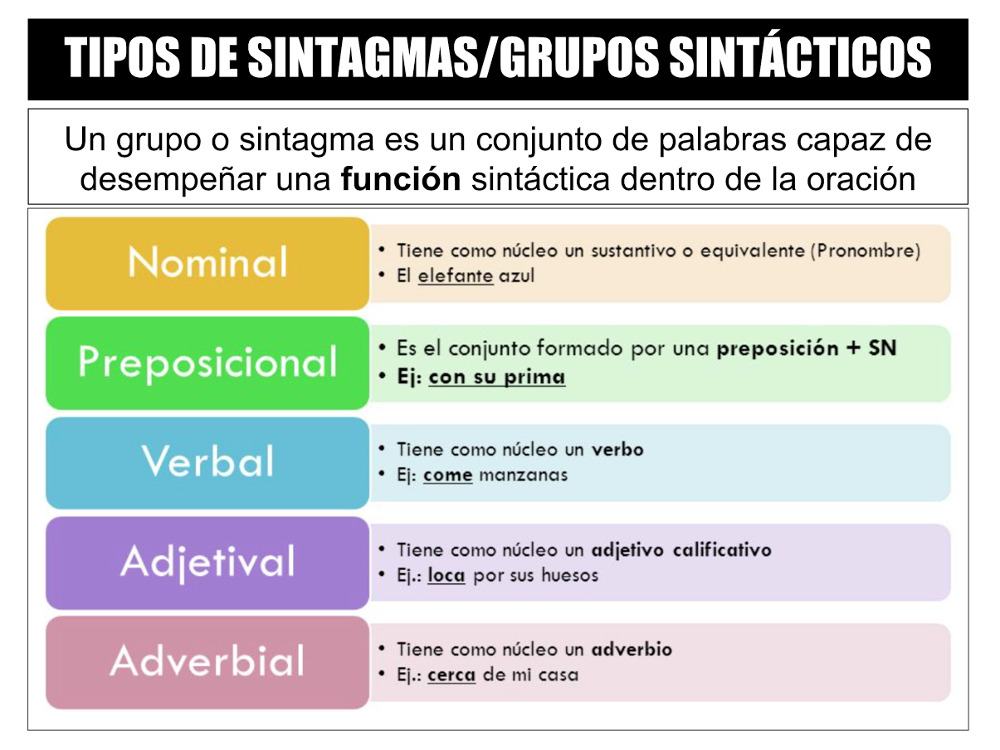 TIPOS DE SINTAGMAS/GRUPOS SINTÁCTICOS
Un grupo o sintagma es un conjunto de palabras capaz de
desempeñar una función sintáctica dentro de la oración
Nominal
• Tiene como núcleo un sustantivo o equivalente (Pronombre)
• El elefante azul
Preposicional
• Es el conjunto formado por una preposición + SN
• Ej: con su prima
Verbal
• Tiene como núcleo un verbo
• Ej: come manzanas
Adjetival
• Tiene como núcleo un adjetivo calificativo
• Ej.: loca por sus huesos
Adverbial
• Tiene como núcleo un adverbio
• Ej.: cerca de mi casa